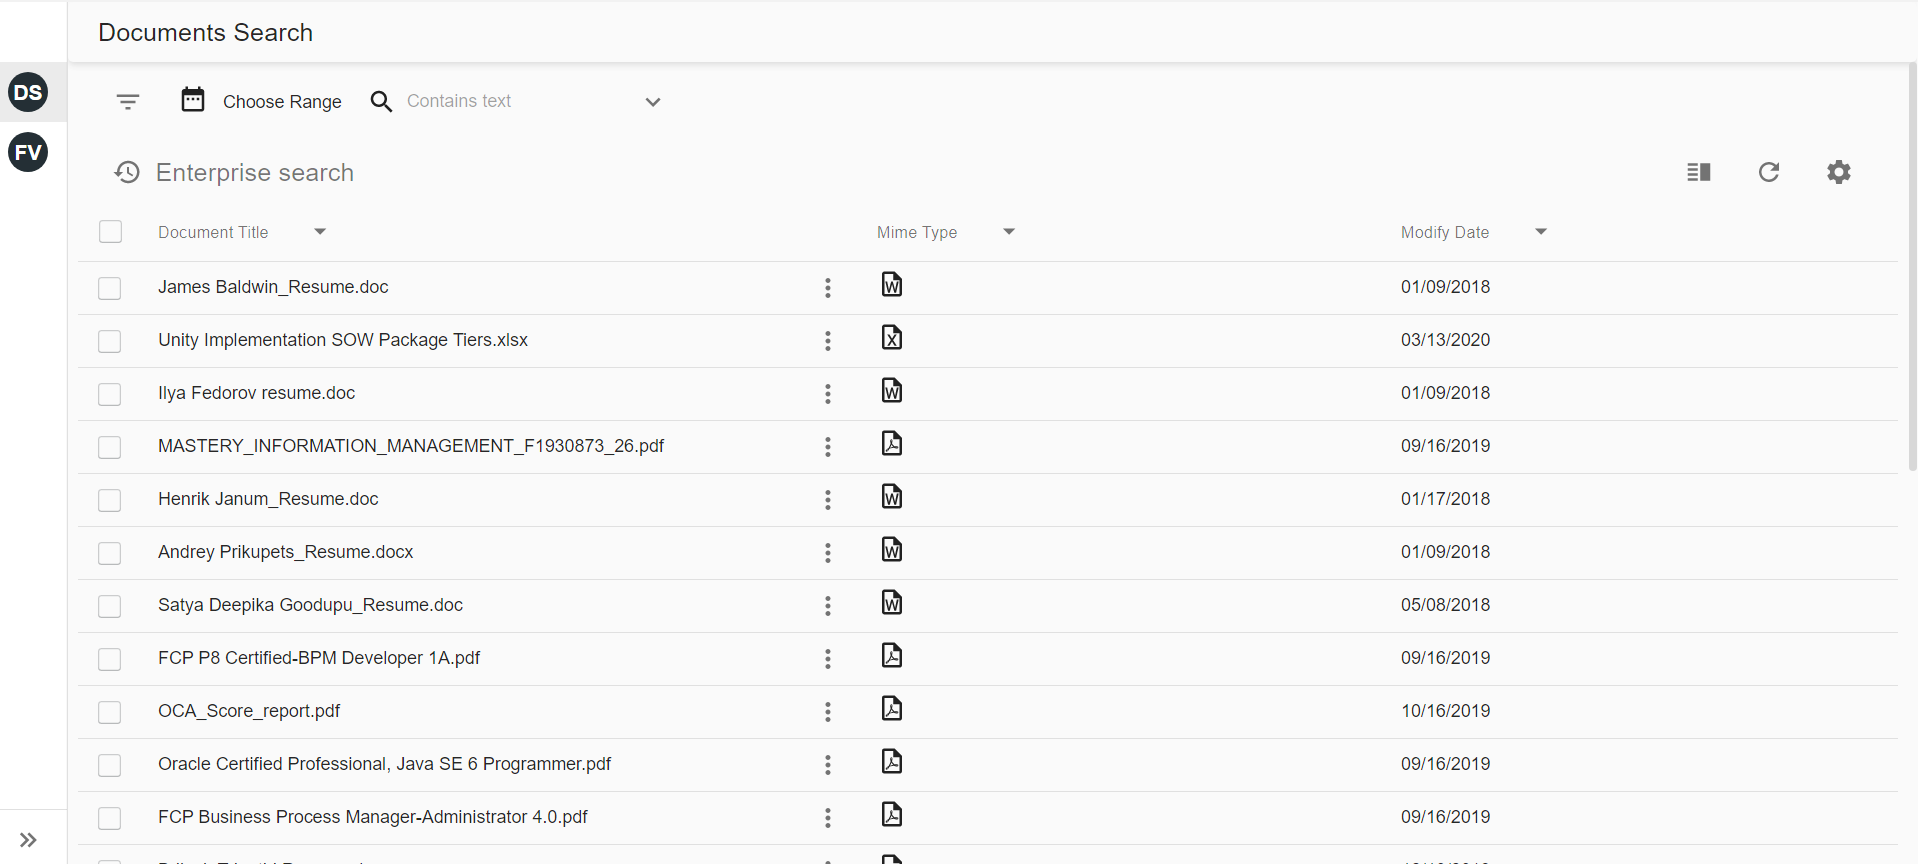 Documents Search
DS
FV
Choose Range
Contains text
Enterprise search
Document Title
Mime Type
Modify Date
James Baldwin_Resume.doc
01/09/2018
Unity Implementation SOW Package Tiers.xlsx
03/13/2020
Ilya Fedorov resume.doc
01/09/2018
MASTERY_INFORMATION_MANAGEMENT_F1930873_26.pdf
09/16/2019
Henrik Janum_Resume.doc
01/17/2018
Andrey Prikupets_Resume.docx
01/09/2018
Satya Deepika Goodupu_Resume.doc
05/08/2018
FCP P8 Certified-BPM Developer 1A.pdf
09/16/2019
OCA_Score_report.pdf
10/16/2019
Oracle Certified Professional, Java SE 6 Programmer.pdf
09/16/2019
FCP Business Process Manager-Administrator 4.0.pdf
09/16/2019